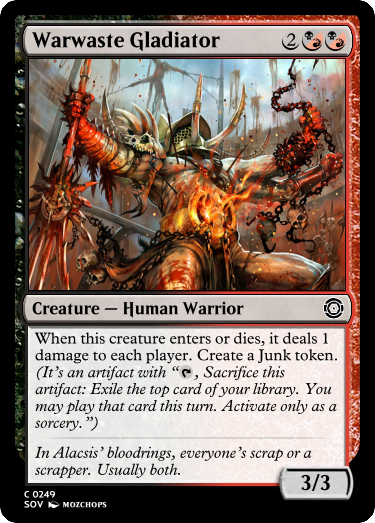 Warwaste Gladiator 2
Creature — Human Warrior
When this creature enters or dies, it deals 1
damage to each player. Create a Junk token.
(It's an artifact with “, Sacrifice this
artifact: Exile the top card of your library. You
may play that card this turn. Activate only as a
sorcery.”)
In Alacsis' bloodrings, everyone's scrap or a
scrapper. Usually both.
3/3
C 0249
SOV MOZCHOPS